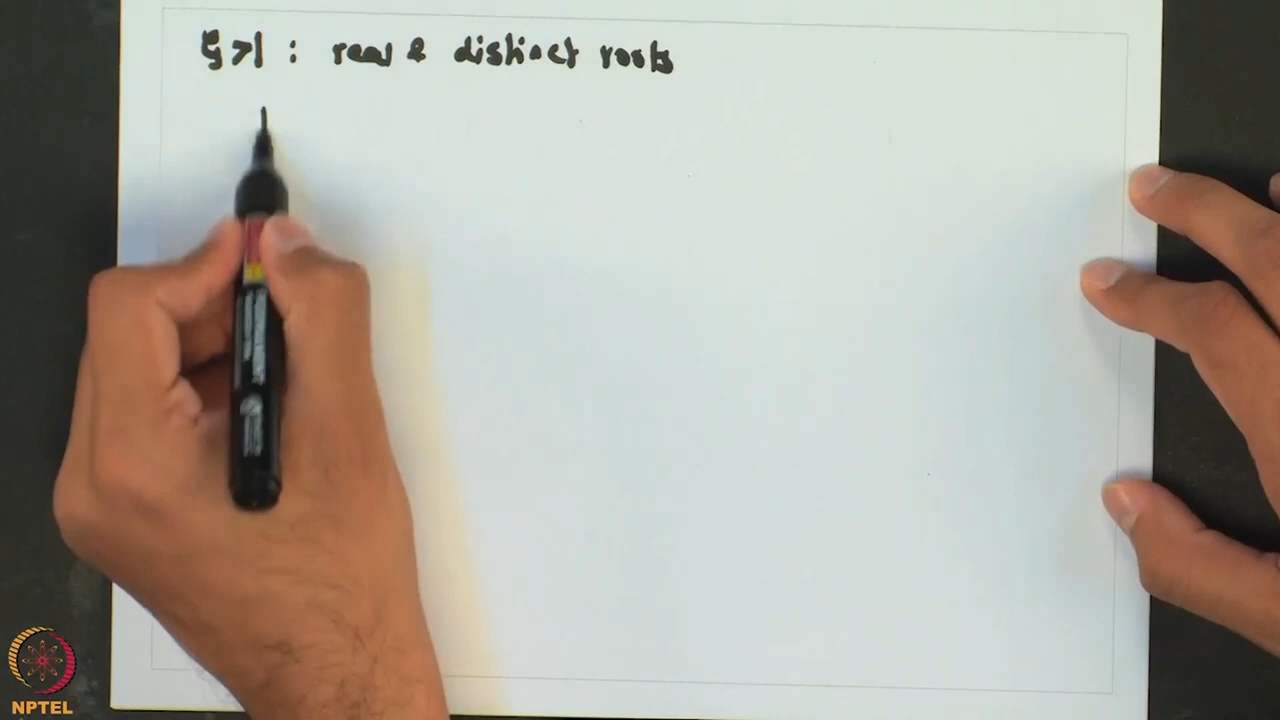 ζ > 1 : real & distinct roots
NPTEL